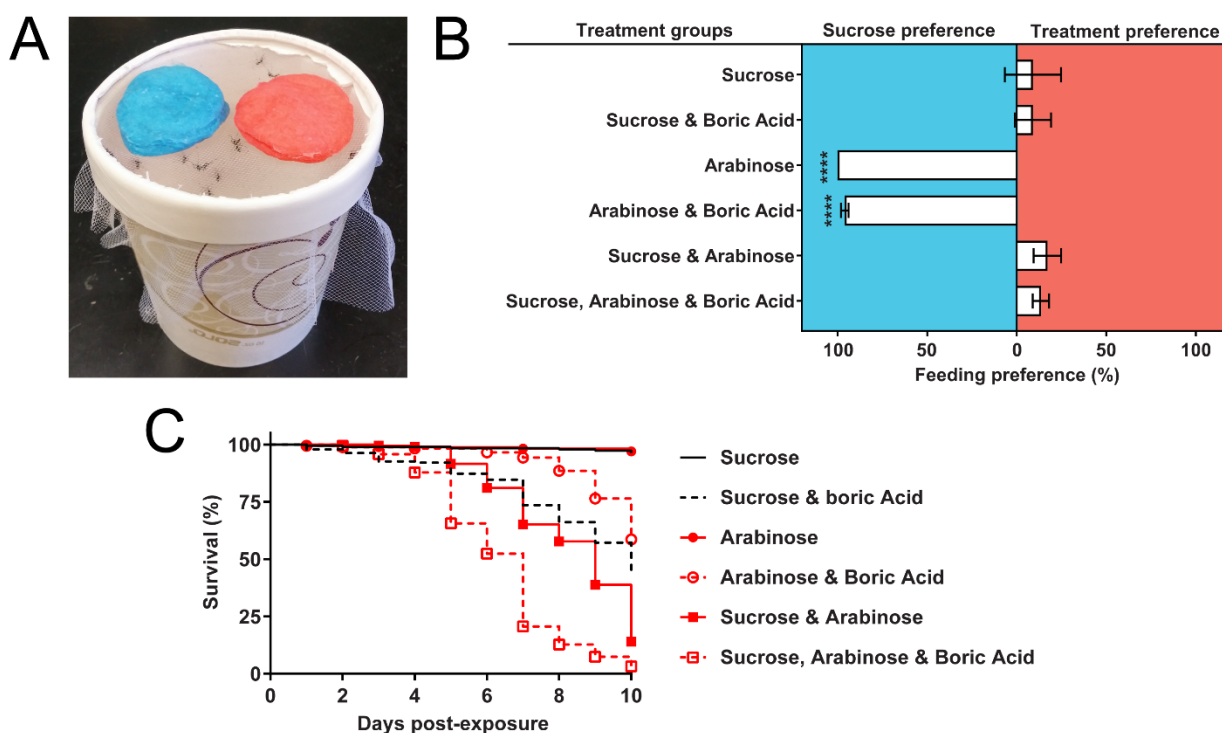 A
B
Treatment groups Sucrose preference Treatment preference
Sucrose
Sucrose & Boric Acid
Arabinose ****
Arabinose & Boric Acid ****
Sucrose & Arabinose
Sucrose, Arabinose & Boric Acid
100 50 0 50 100
Feeding preference (%)
C
100
75
50
25
0
Survival (%)
0 2 4 6 8 10
Days post-exposure
Sucrose
Sucrose & boric Acid
Arabinose
Arabinose & Boric Acid
Sucrose & Arabinose
Sucrose, Arabinose & Boric Acid